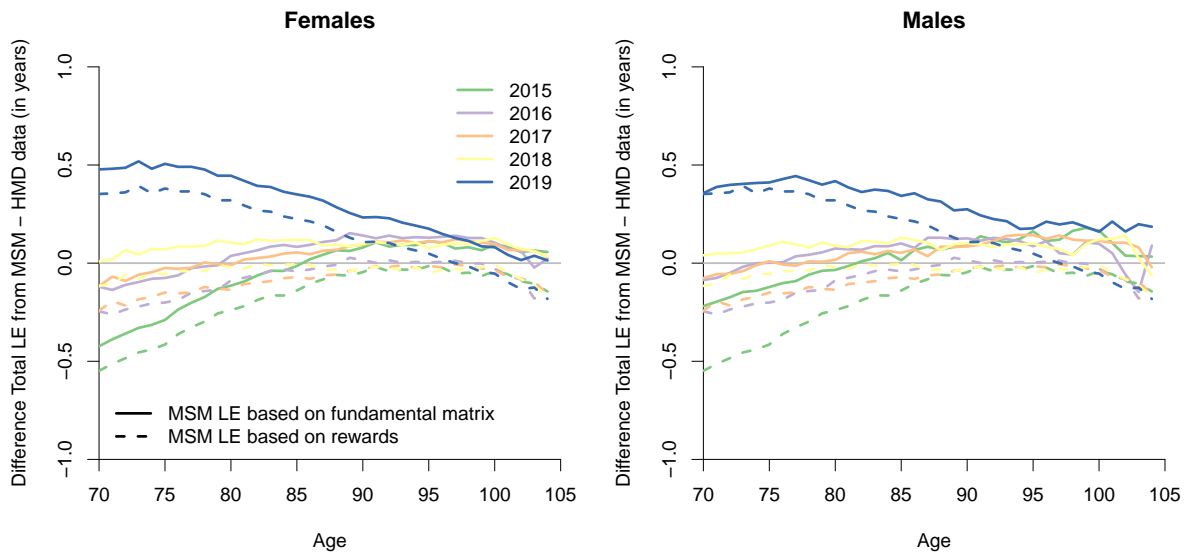 Females
Difference Total LE from MSM − HMD data (in years)
1.0
0.5
0.0
−0.5
−1.0
2015
2016
2017
2018
2019
MSM LE based on fundamental matrix
MSM LE based on rewards
70 75 80 85 90 95 100 105
Age
Males
Difference Total LE from MSM − HMD data (in years)
1.0
0.5
0.0
−0.5
−1.0
70 75 80 85 90 95 100 105
Age